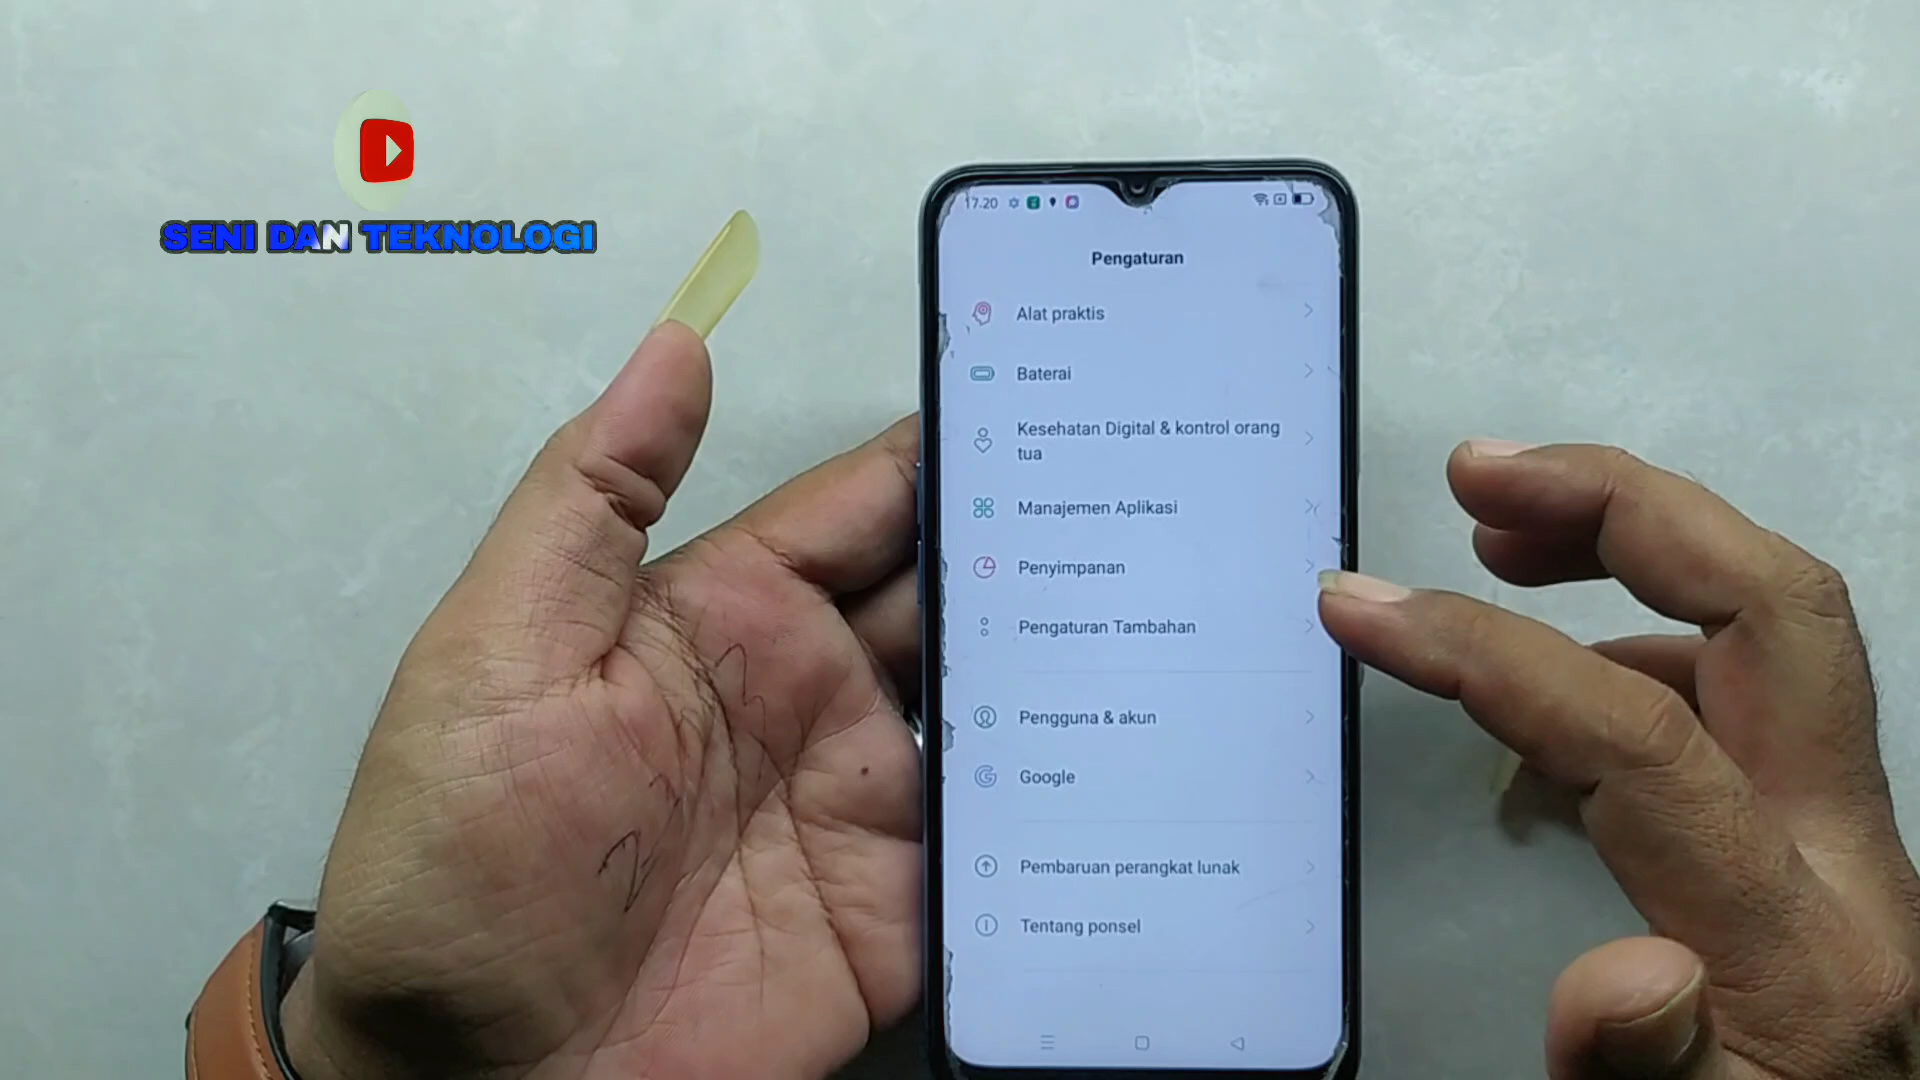 SENI DAN TEKNOLOGI
17.20
Pengaturan
Alat praktis
Baterai
Kesehatan Digital & kontrol orang
tua
Manajemen Aplikasi
Penyimpanan
Pengaturan Tambahan
Pengguna & akun
Google
Pembaruan perangkat lunak
Tentang ponsel